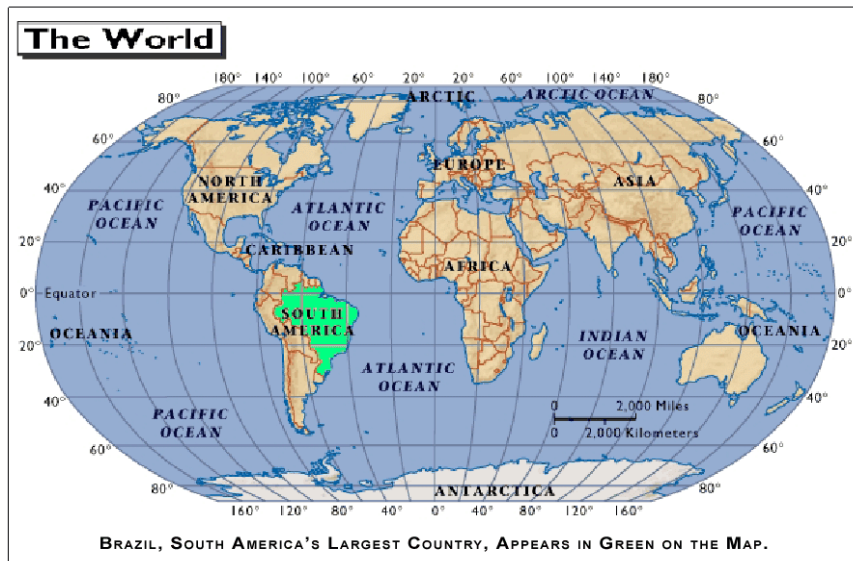 The World
180° 140° 100° 60° 20° 0° 20° 60° 100° 140° 180°
ARCTIC
ARCTIC OCEAN
80° 80°
60° 60°
EUROPE
NORTH
AMERICA
ASIA
40° 40°
PACIFIC
OCEAN
ATLANTIC
OCEAN
PACIFIC
OCEAN
20° 20°
CARIBBEAN
AFRICA
0° Equator 0°
SOUTH
AMERICA
OCEANIA
INDIAN
OCEAN
OCEANIA
20° 20°
ATLANTIC
OCEAN
40° 40°
PACIFIC
OCEAN
0 2,000 Miles
0 2,000 Kilometers
60° 60°
80° 80°
ANTARCTICA
160° 120° 80° 40° 0° 40° 80° 120° 160°
Brazil, South America's Largest Country, Appears in Green on the Map.